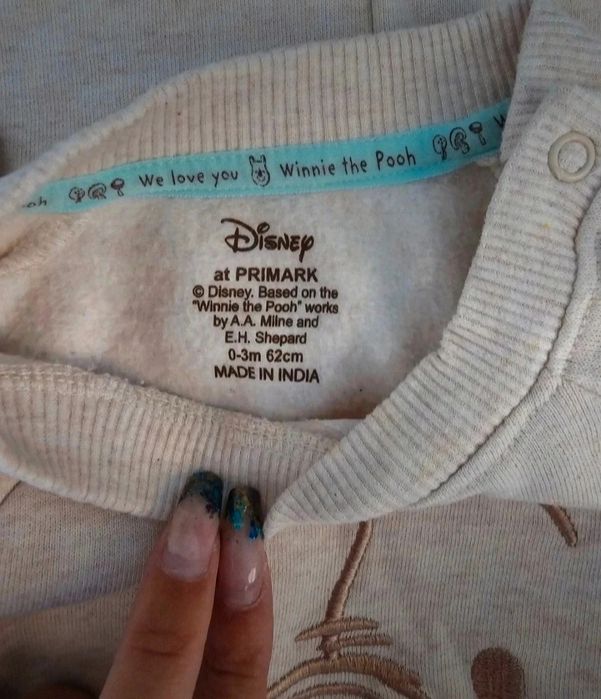 oh We love you Winnie the Pooh W
Disney
at PRIMARK
© Disney. Based on the
"Winnie the Pooh" works
by A.A. Milne and
E.H. Shepard
0-3m 62cm
MADE IN INDIA